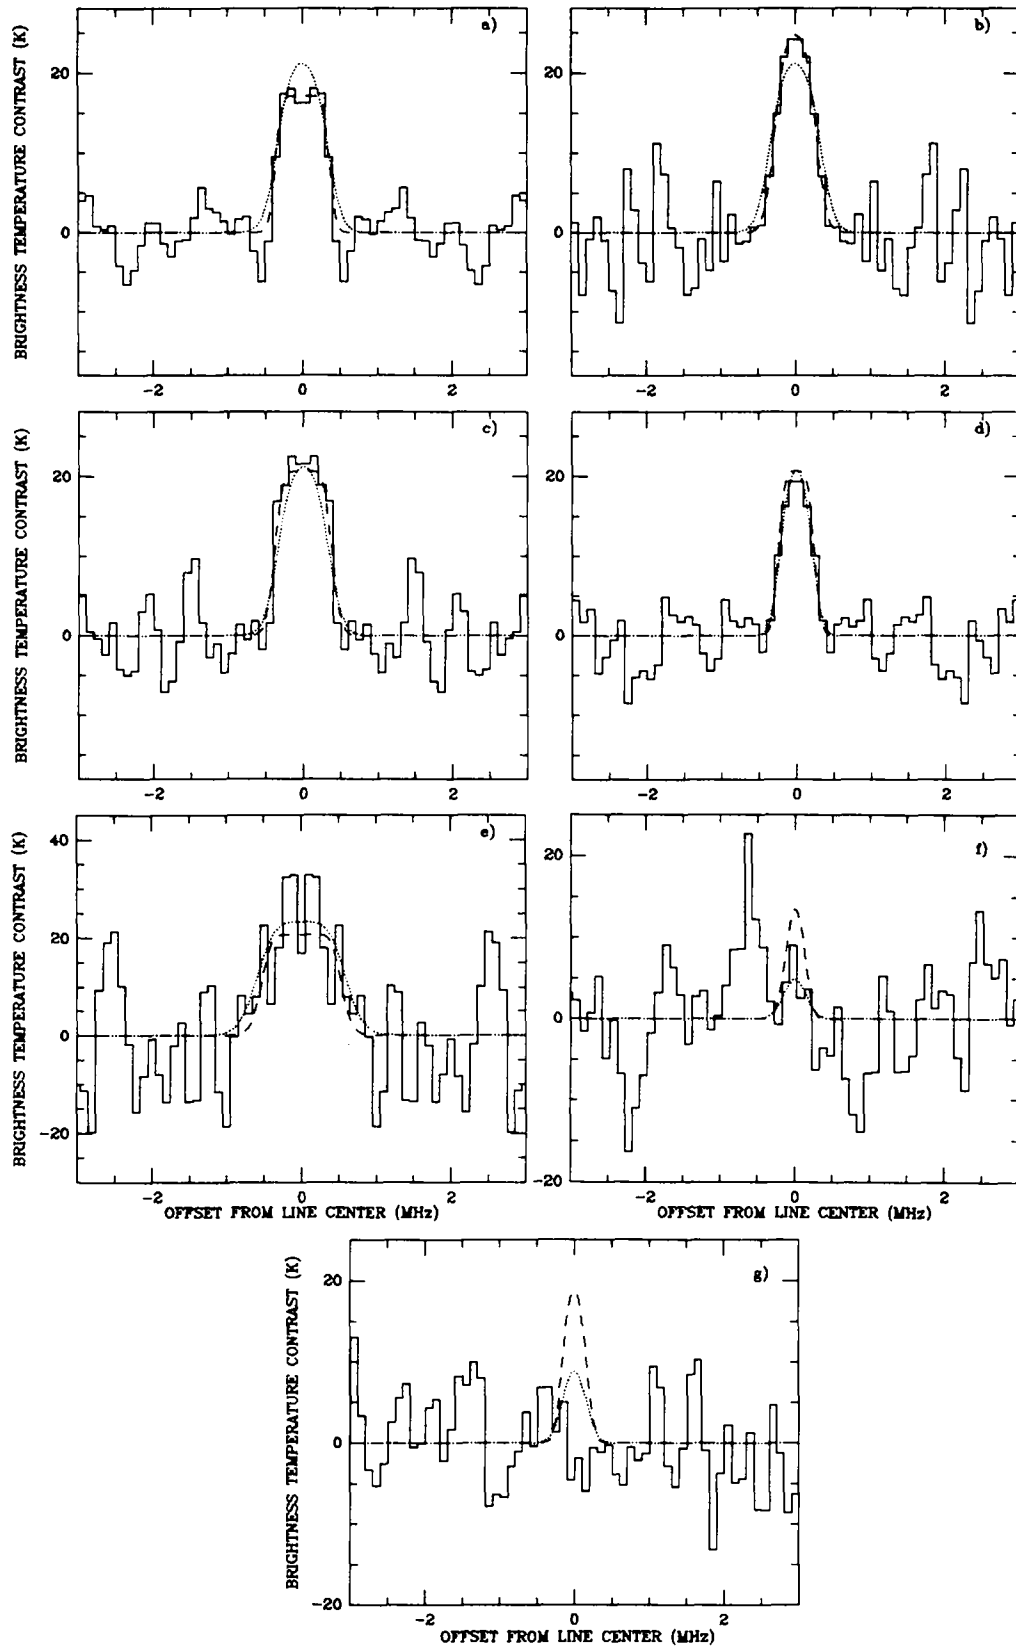 a)
b)
BRIGHTNESS TEMPERATURE CONTRAST (K)
20
0
20
0
-2
0
2
-2
0
2
c)
d)
BRIGHTNESS TEMPERATURE CONTRAST (K)
20
0
20
0
-2
0
2
-2
0
2
e)
f)
BRIGHTNESS TEMPERATURE CONTRAST (K)
40
20
0
-20
20
0
-20
-2
0
2
-2
0
2
OFFSET FROM LINE CENTER (MHz)
OFFSET FROM LINE CENTER (MHz)
g)
BRIGHTNESS TEMPERATURE CONTRAST (K)
20
0
-20
-2
0
2
OFFSET FROM LINE CENTER (MHz)